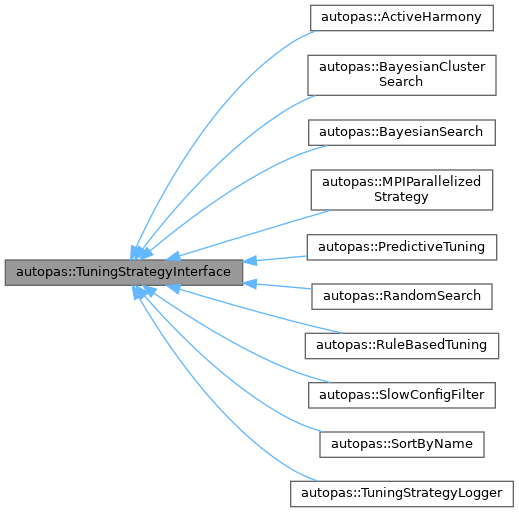 autopas::ActiveHarmony
autopas::BayesianCluster
Search
autopas::BayesianSearch
autopas::MPIParallelized
Strategy
autopas::PredictiveTuning
autopas::TuningStrategyInterface
autopas::RandomSearch
autopas::RuleBasedTuning
autopas::SlowConfigFilter
autopas::SortByName
autopas::TuningStrategyLogger